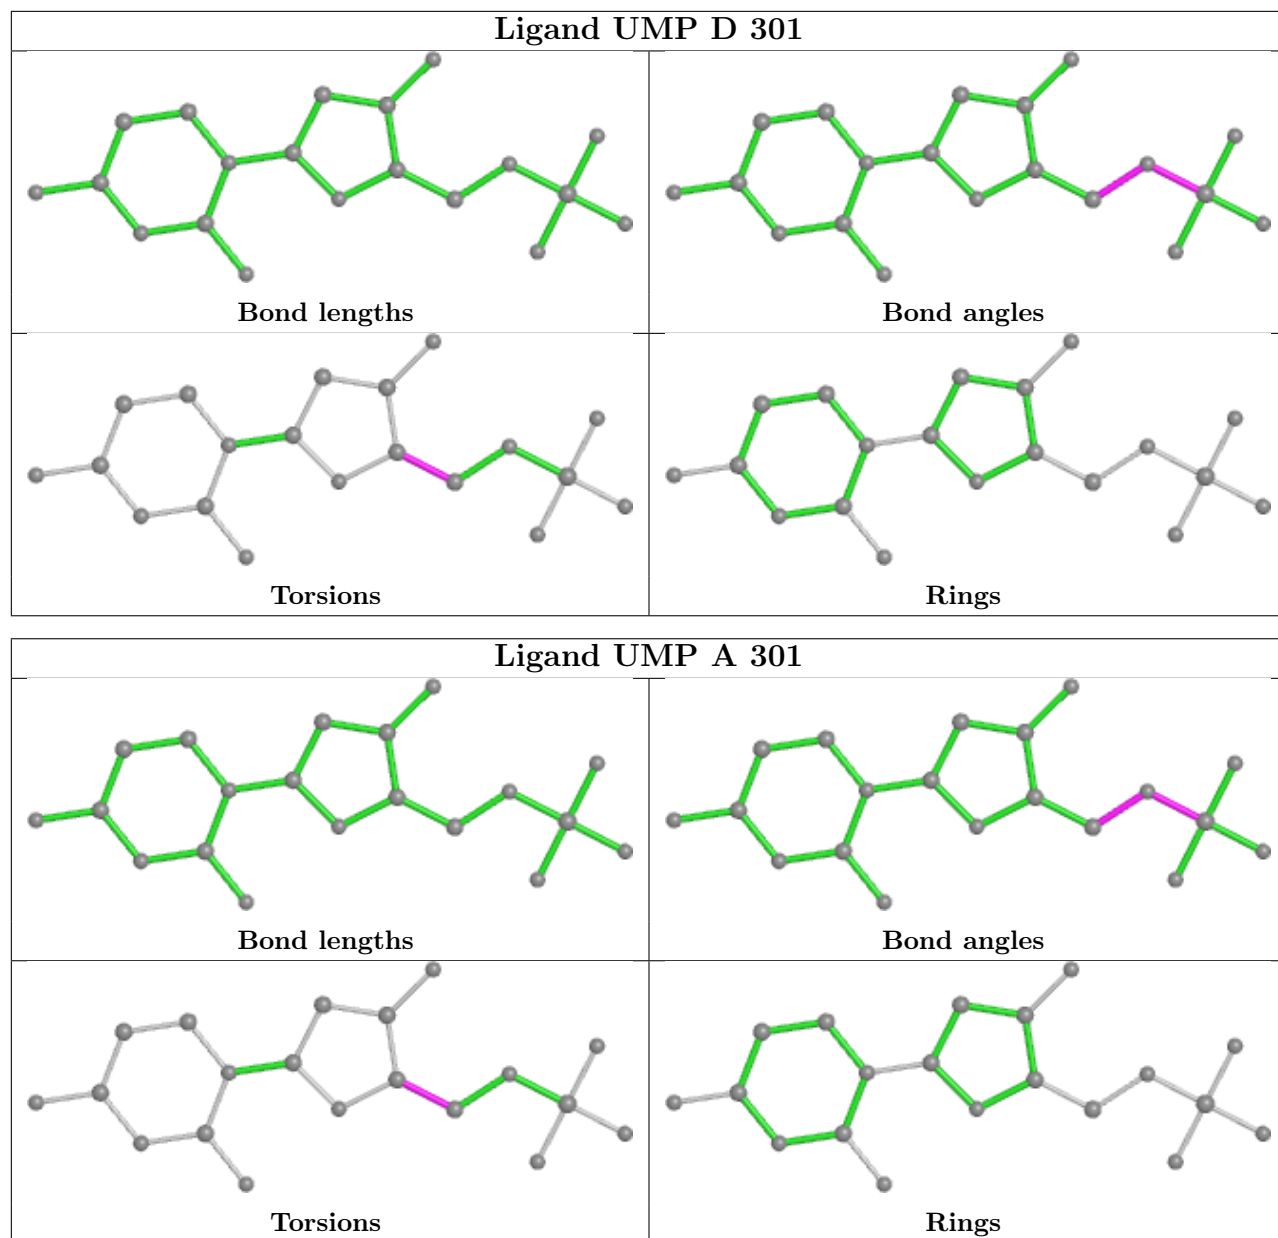 Ligand UMP D 301
Bond lengths
Bond angles
Torsions
Rings
Ligand UMP A 301
Bond lengths
Bond angles
Torsions
Rings